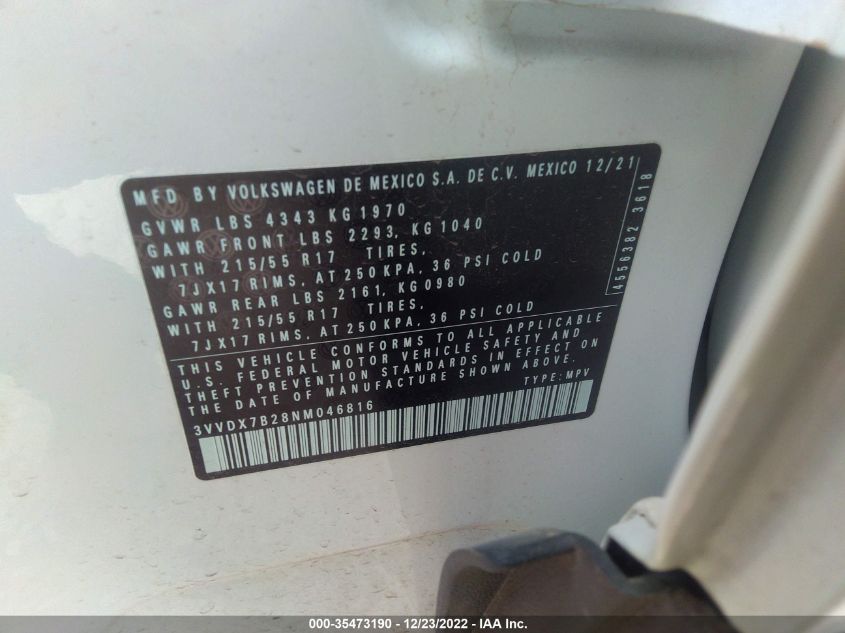 MFD BY VOLKSWAGEN DE MEXICO S.A. DE C.V. MEXICO 12/21
GVWR LBS 4343 KG1970
GAWR FRONT LBS 2293, KG1040
WITH 215/55 R17 TIRES,
7JX17 RIMS, AT 250KPA, 36 PSI COLD
GAWR REAR LBS 2161, KG0980
WITH 215/55 R17 TIRES,
7JX17 RIMS, AT 250KPA, 36 PSI COLD
THIS VEHICLE CONFORMS TO ALL APPLICABLE
U.S. FEDERAL MOTOR VEHICLE SAFETY AND
THEFT PREVENTION STANDARDS IN EFFECT ON
THE DATE OF MANUFACTURE SHOWN ABOVE.
TYPE: MPV
3VVDX7B28NM046816
4556382 3618
000-35473190 - 12/23/2022 - IAA Inc.